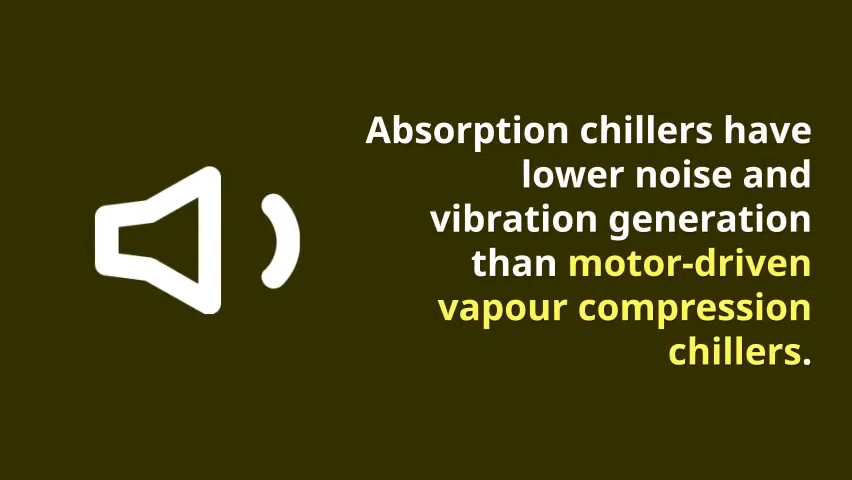 Absorption chillers have
lower noise and
vibration generation
than motor-driven
vapour compression
chillers.